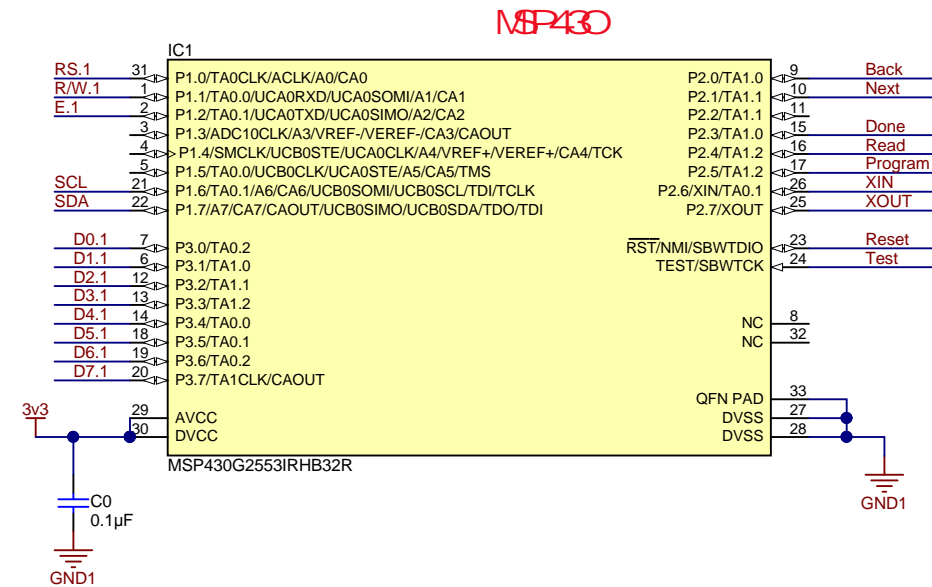 MSP430
IC1
RS.1 31 P1.0/TA0CLK/ACLK/A0/CA0 P2.0/TA1.0 9 Back
R/W.1 1 P1.1/TA0.0/UCA0RXD/UCA0SOMI/A1/CA1 P2.1/TA1.1 10 Next
E.1 2 P1.2/TA0.1/UCA0TXD/UCA0SIMO/A2/CA2 P2.2/TA1.1 11
3 P1.3/ADC10CLK/A3/VREF-/VEREF-/CA3/CAOUT P2.3/TA1.0 15 Done
4 P1.4/SMCLK/UCB0STE/UCA0CLK/A4/VREF+/VEREF+/CA4/TCK P2.4/TA1.2 16 Read
5 P1.5/TA0.0/UCB0CLK/UCA0STE/A5/CA5/TMS P2.5/TA1.2 17 Program
SCL 21 P1.6/TA0.1/A6/CA6/UCB0SOMI/UCB0SCL/TDI/TCLK P2.6/XIN/TA0.1 26 XIN
SDA 22 P1.7/A7/CA7/CAOUT/UCB0SIMO/UCB0SDA/TDO/TDI P2.7/XOUT 25 XOUT
D0.1 7 P3.0/TA0.2 RST/NMI/SBWTDIO 23 Reset
D1.1 6 P3.1/TA1.0 TEST/SBWTCK 24 Test
D2.1 12 P3.2/TA1.1
D3.1 13 P3.3/TA1.2
D4.1 14 P3.4/TA0.0 NC 8
D5.1 18 P3.5/TA0.1 NC 32
D6.1 19 P3.6/TA0.2
D7.1 20 P3.7/TA1CLK/CAOUT
QFN PAD 33
3v3 29 AVCC DVSS 27
30 DVCC DVSS 28
MSP430G2553IRHB32R
C0
0.1µF
GND1
GND1